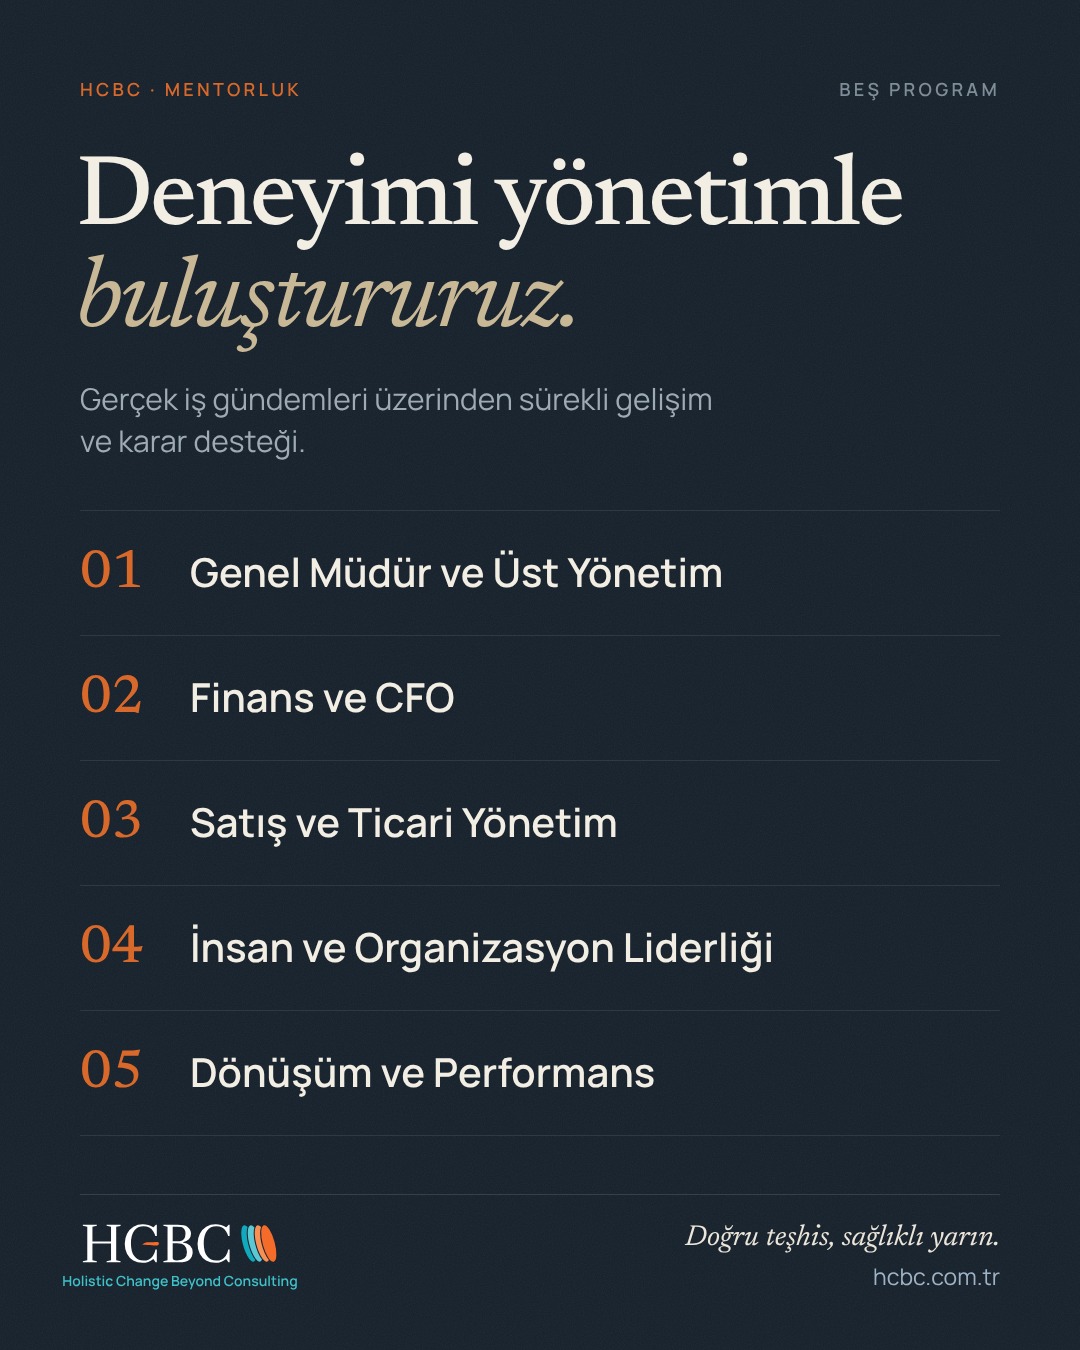 HCBC · MENTORLUK
BEŞ PROGRAM
Deneyimi yönetimle
buluştururuz.
Gerçek iş gündemleri üzerinden sürekli gelişim
ve karar desteği.
01 Genel Müdür ve Üst Yönetim
02 Finans ve CFO
03 Satış ve Ticari Yönetim
04 İnsan ve Organizasyon Liderliği
05 Dönüşüm ve Performans
HCBC
Holistic Change Beyond Consulting
Doğru teşhis, sağlıklı yarın.
hcbc.com.tr